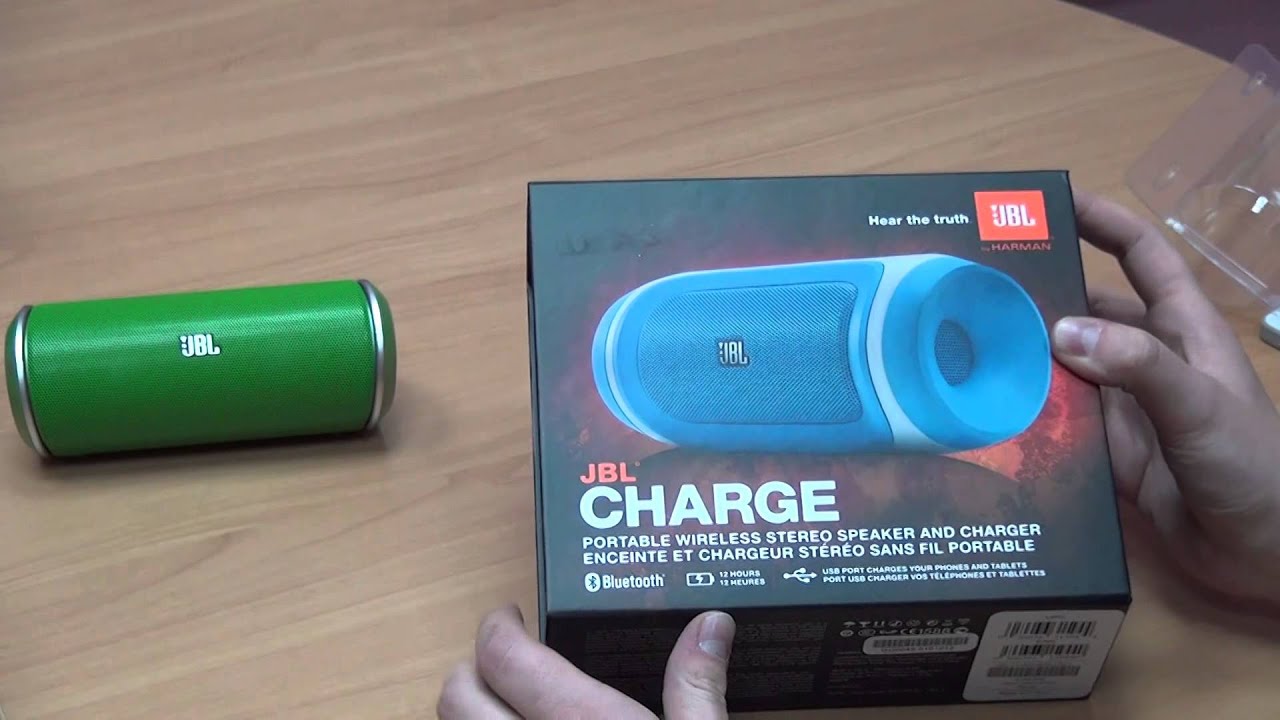 JBL
Hear the truth
JBL
by HARMAN
JBL
JBL
CHARGE
PORTABLE WIRELESS STEREO SPEAKER AND CHARGER
ENCEINTE ET CHARGEUR STÉRÉO SANS FIL PORTABLE
Bluetooth
12 HOURS
12 HEURES
USB PORT CHARGES YOUR PHONES AND TABLETS
PORT USB CHARGER VOS TÉLÉPHONES ET TABLETTES